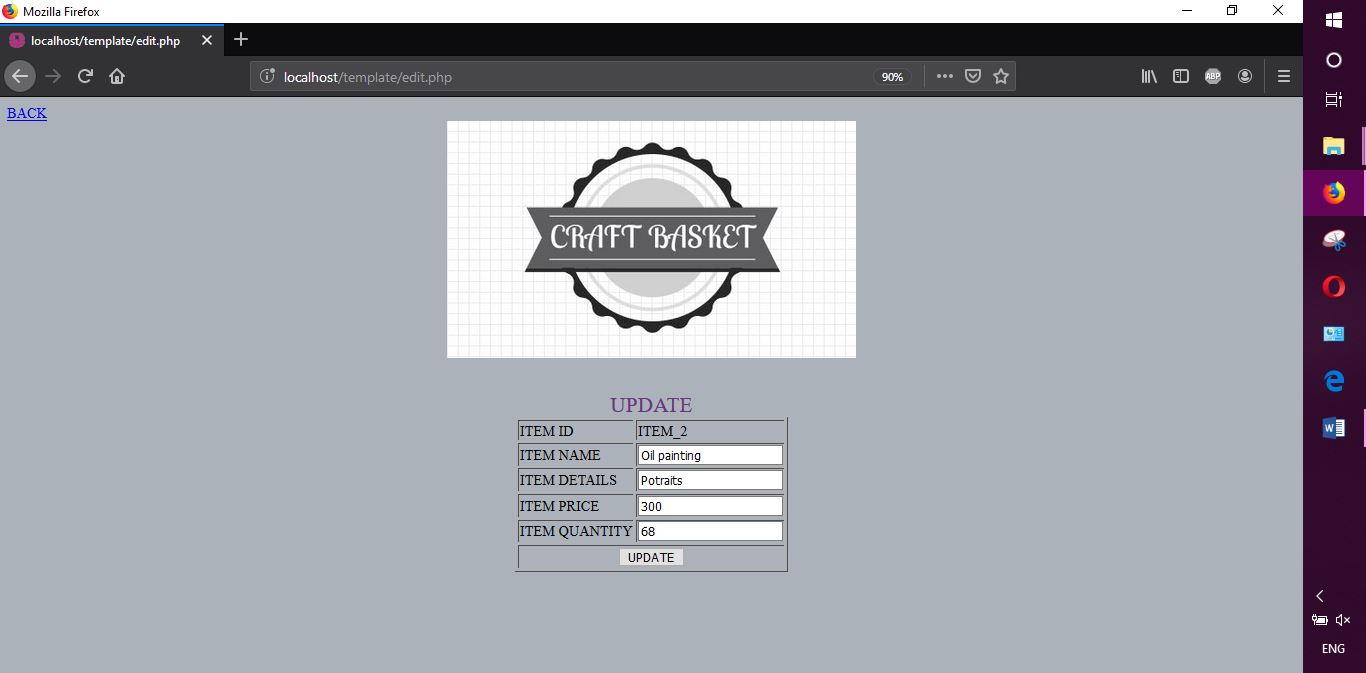 Mozilla Firefox
localhost/template/edit.php
localhost/template/edit.php 90%
ABP
BACK
CRAFT BASKET
UPDATE
ITEM ID ITEM_2
ITEM NAME Oil painting
ITEM DETAILS Potraits
ITEM PRICE 300
ITEM QUANTITY 68
UPDATE
W
ENG